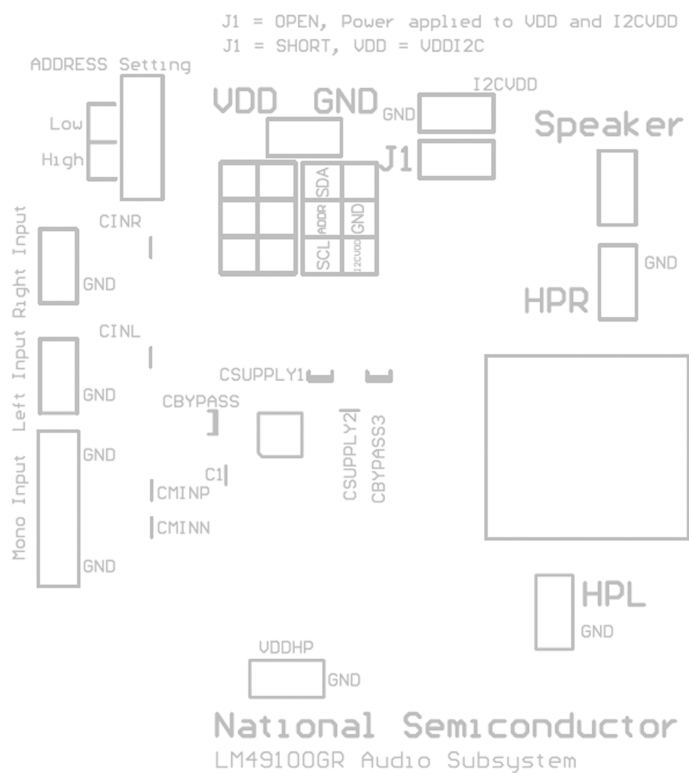 J1 = OPEN, Power applied to VDD and I2CVDD
J1 = SHORT, VDD = VDDI2C
ADDRESS Setting
Low
High
VDD GND
I2CVDD
GND
J1
Speaker
SDA
ADDR GND
SCL I2CVDD
CINR
Right Input
GND
GND
HPR
CINL
Left Input
GND
CSUPPLY1
CBYPASS
CSUPPLY2
CBYPASS3
Mono Input
GND
C1
CMINP
CMINN
GND
HPL
GND
VDDHP
GND
National Semiconductor
LM49100GR Audio Subsystem